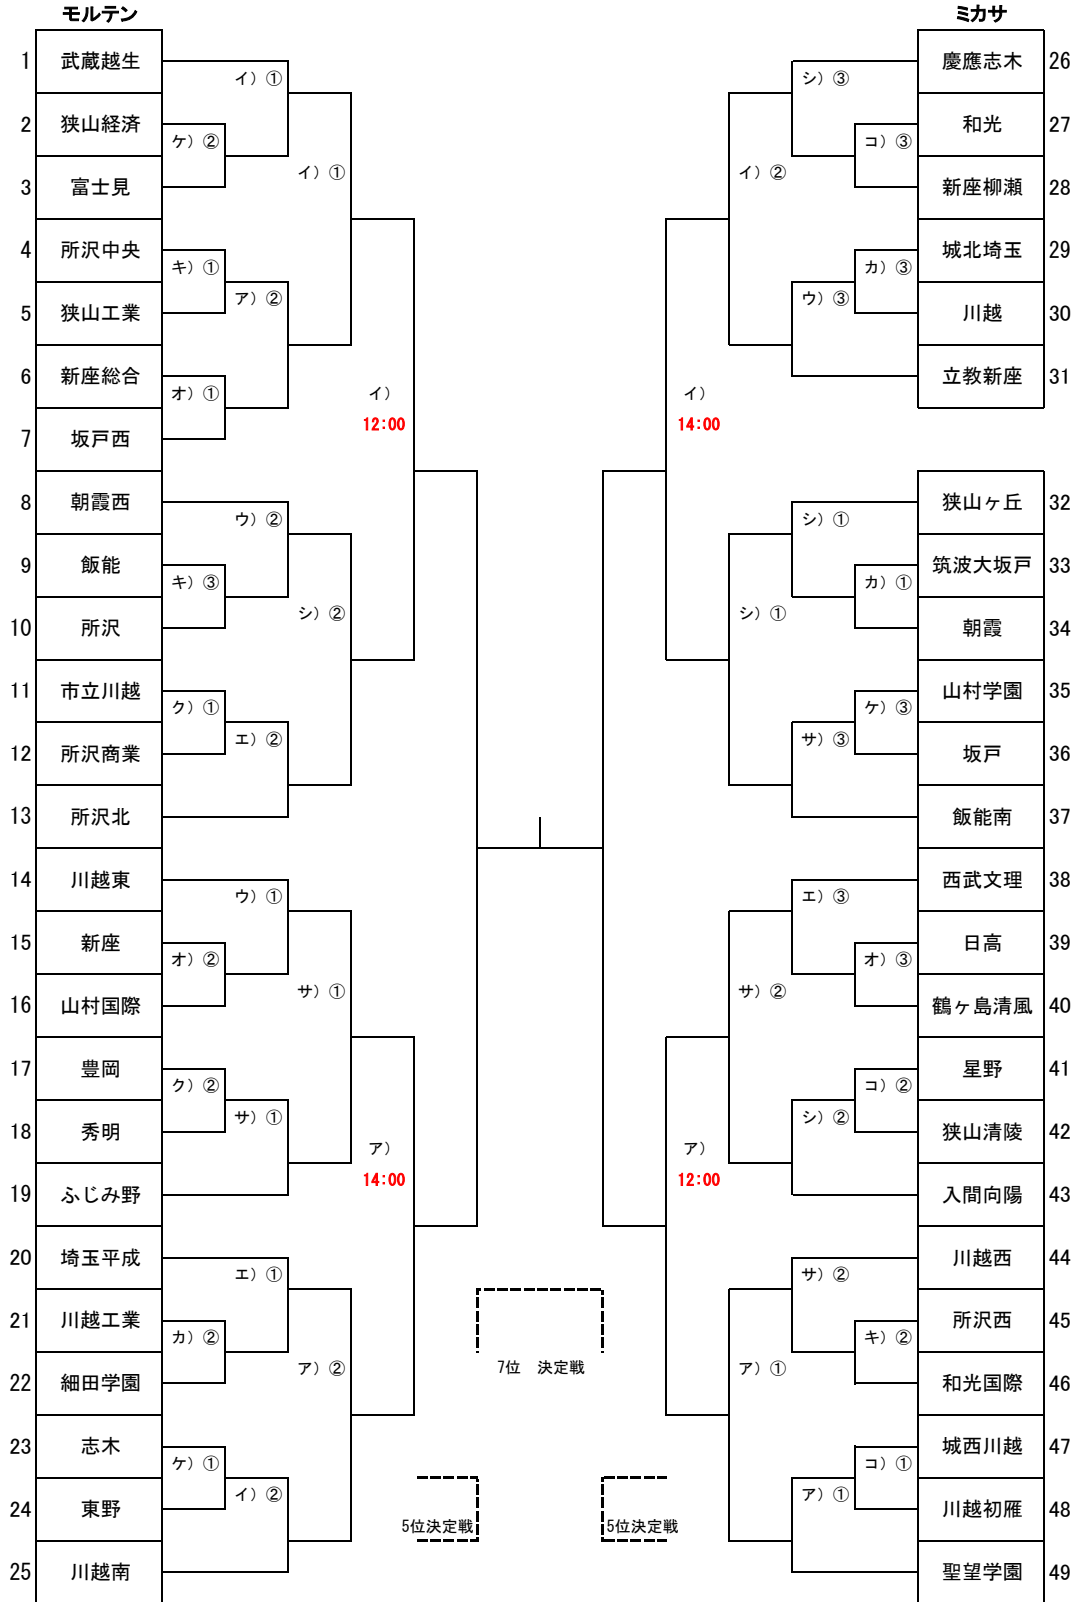 モルテン
1 武蔵越生
イ）①
2 狭山経済
ケ）②
3 富士見
イ）①
4 所沢中央
キ）①
5 狭山工業
ア）②
6 新座総合
オ）①
7 坂戸西
イ）
12:00
8 朝霞西
ウ）②
9 飯能
キ）③
10 所沢
シ）②
11 市立川越
ク）①
12 所沢商業
エ）②
13 所沢北
14 川越東
ウ）①
15 新座
オ）②
16 山村国際
サ）①
17 豊岡
ク）②
18 秀明
サ）①
19 ふじみ野
ア）
14:00
20 埼玉平成
エ）①
21 川越工業
カ）②
22 細田学園
ア）②
23 志木
ケ）①
24 東野
イ）②
25 川越南
7位　決定戦
5位決定戦
5位決定戦
ミカサ
慶應志木 26
シ）③
和光 27
コ）③
新座柳瀬 28
イ）②
城北埼玉 29
カ）③
川越 30
ウ）③
立教新座 31
イ）
14:00
狭山ヶ丘 32
シ）①
筑波大坂戸 33
カ）①
朝霞 34
シ）①
山村学園 35
ケ）③
坂戸 36
サ）③
飯能南 37
西武文理 38
エ）③
日高 39
オ）③
鶴ヶ島清風 40
サ）②
星野 41
コ）②
狭山清陵 42
シ）②
入間向陽 43
ア）
12:00
川越西 44
サ）②
所沢西 45
キ）②
和光国際 46
ア）①
城西川越 47
コ）①
川越初雁 48
ア）①
聖望学園 49